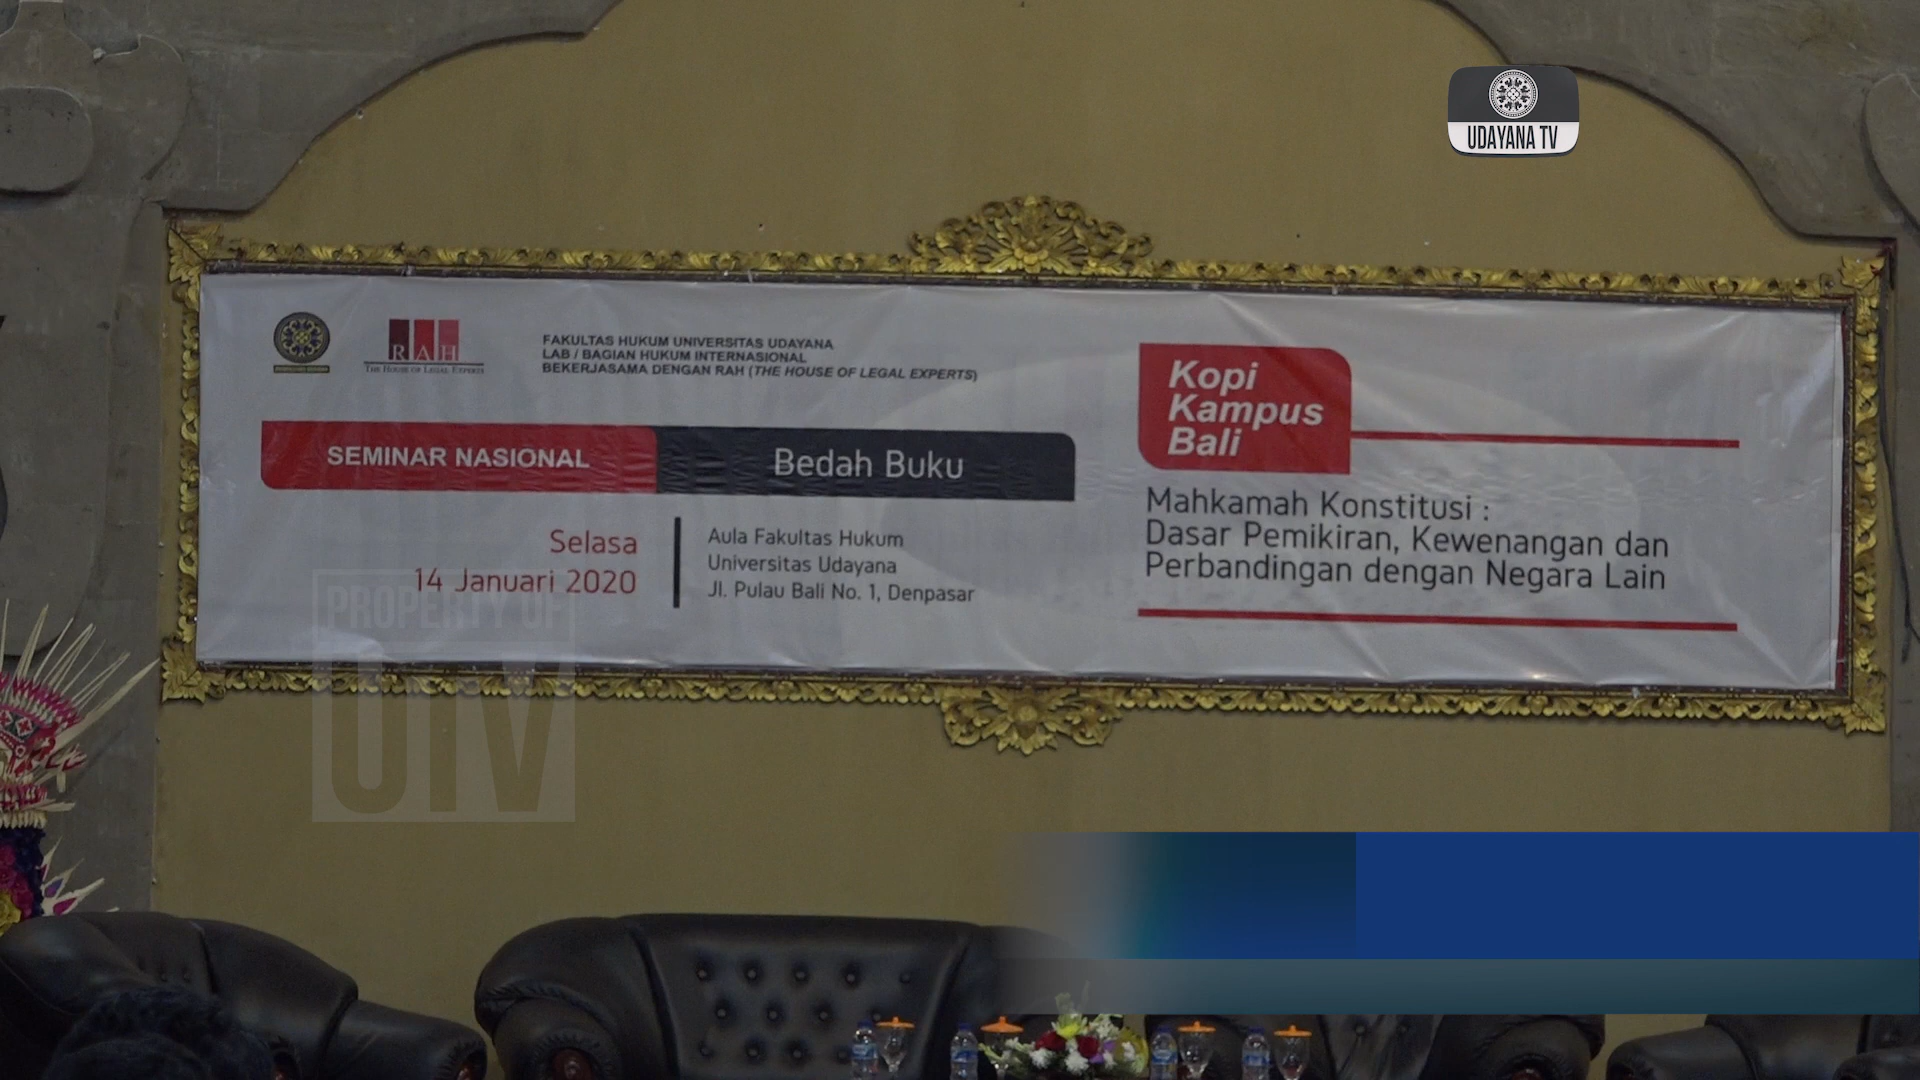 UDAYANA TV
RAH
THE HOUSE OF LEGAL EXPERTS
FAKULTAS HUKUM UNIVERSITAS UDAYANA
LAB / BAGIAN HUKUM INTERNASIONAL
BEKERJASAMA DENGAN RAH (THE HOUSE OF LEGAL EXPERTS)
SEMINAR NASIONAL
Bedah Buku
Selasa
14 Januari 2020
Aula Fakultas Hukum
Universitas Udayana
Jl. Pulau Bali No. 1, Denpasar
Kopi
Kampus
Bali
Mahkamah Konstitusi :
Dasar Pemikiran, Kewenangan dan
Perbandingan dengan Negara Lain
PROPERTY OF
UTV